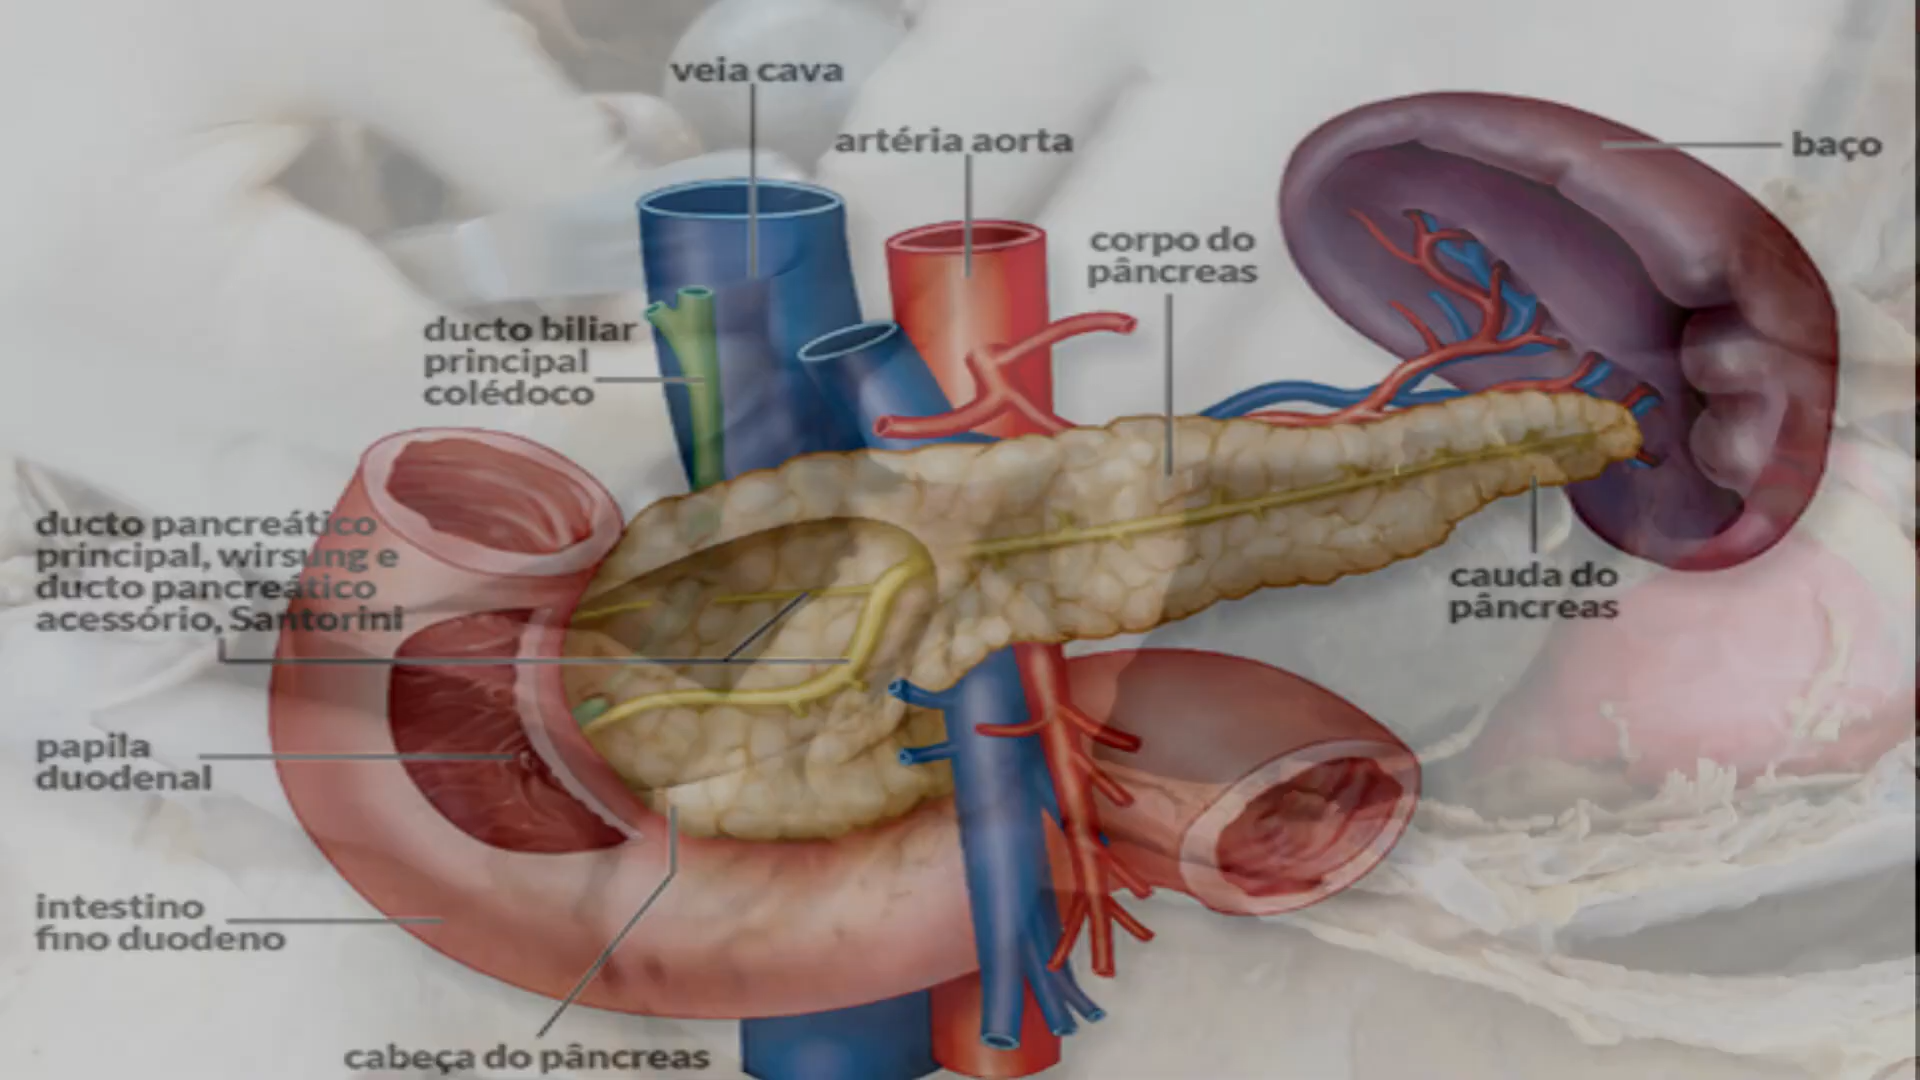 veia cava
artéria aorta
baço
corpo do
pâncreas
ducto biliar
principal
colédoco
ducto pancreático
principal, wirsung e
ducto pancreático
acessório, Santorini
cauda do
pâncreas
papila
duodenal
intestino
fino duodeno
cabeça do pâncreas